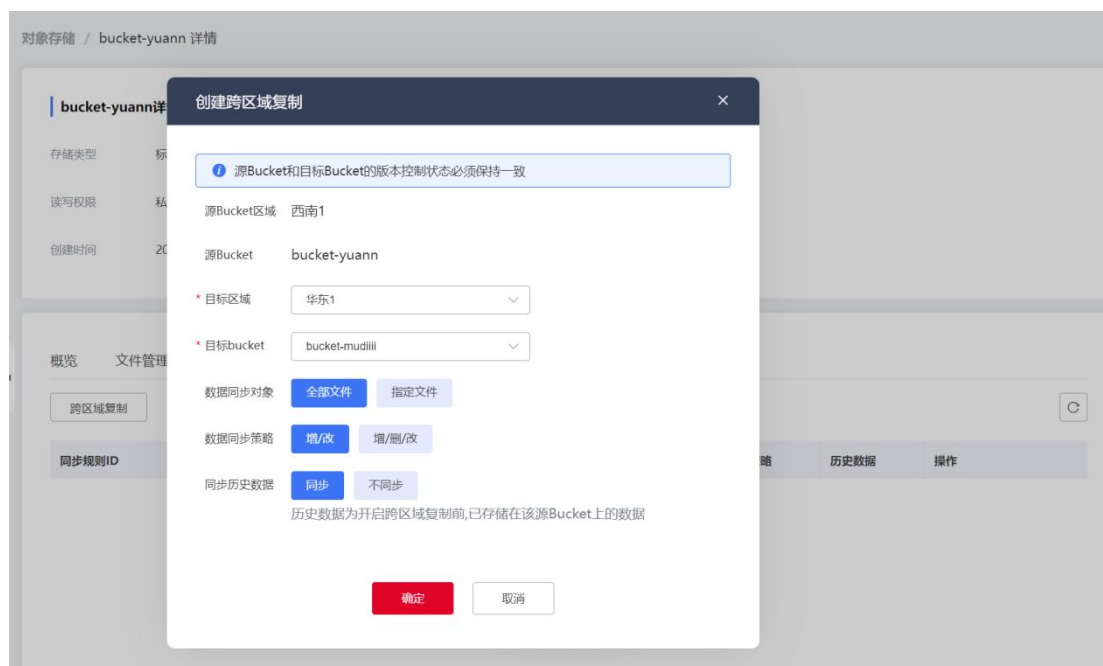 对象存储 / bucket-yuann 详情
bucket-yuann详
创建跨区域复制
存储类型 标
源Bucket和目标Bucket的版本控制状态必须保持一致
读写权限 私
源Bucket区域 西南1
创建时间 20
源Bucket bucket-yuann
* 目标区域 华东1
* 目标bucket bucket-mudiiii
概览 文件管理
数据同步对象 全部文件 指定文件
跨区域复制
数据同步策略 增/改 增/删/改
同步规则ID 略 历史数据 操作
同步历史数据 同步 不同步
历史数据为开启跨区域复制前,已存储在该源Bucket上的数据
确定 取消